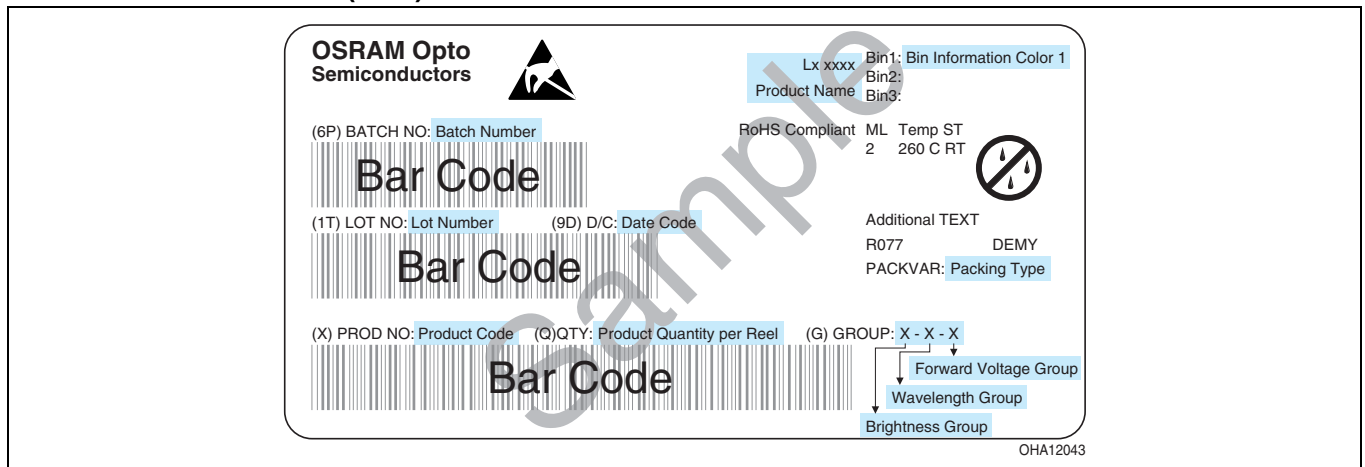 OSRAM Opto
Semiconductors
Lx xxxx
Product Name
Bin1: Bin Information Color 1
Bin2:
Bin3:
(6P) BATCH NO: Batch Number
Bar Code
RoHS Compliant
ML Temp ST
2 260 C RT
(1T) LOT NO: Lot Number (9D) D/C: Date Code
Bar Code
Additional TEXT
R077 DEMY
PACKVAR: Packing Type
(X) PROD NO: Product Code (Q)QTY: Product Quantity per Reel (G) GROUP: X - X - X
Bar Code
Forward Voltage Group
Wavelength Group
Brightness Group
Sample
OHA12043